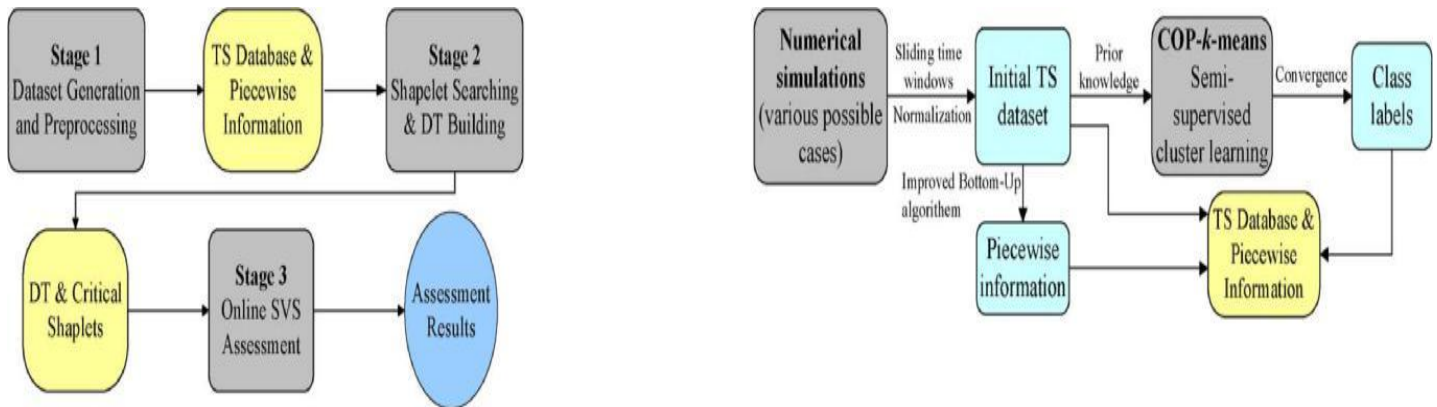 Stage 1
Dataset Generation
and Preprocessing
TS Database &
Piecewise
Information
Stage 2
Shapelet Searching
& DT Building
DT & Critical
Shaplets
Stage 3
Online SVS
Assessment
Assessment
Results
Numerical
simulations
(various possible
cases)
Sliding time
windows
Normalization
Initial TS
dataset
Prior
knowledge
COP-k-means
Semi-
supervised
cluster learning
Convergence
Class
labels
Improved Bottom-Up
algorithem
Piecewise
information
TS Database &
Piecewise
Information